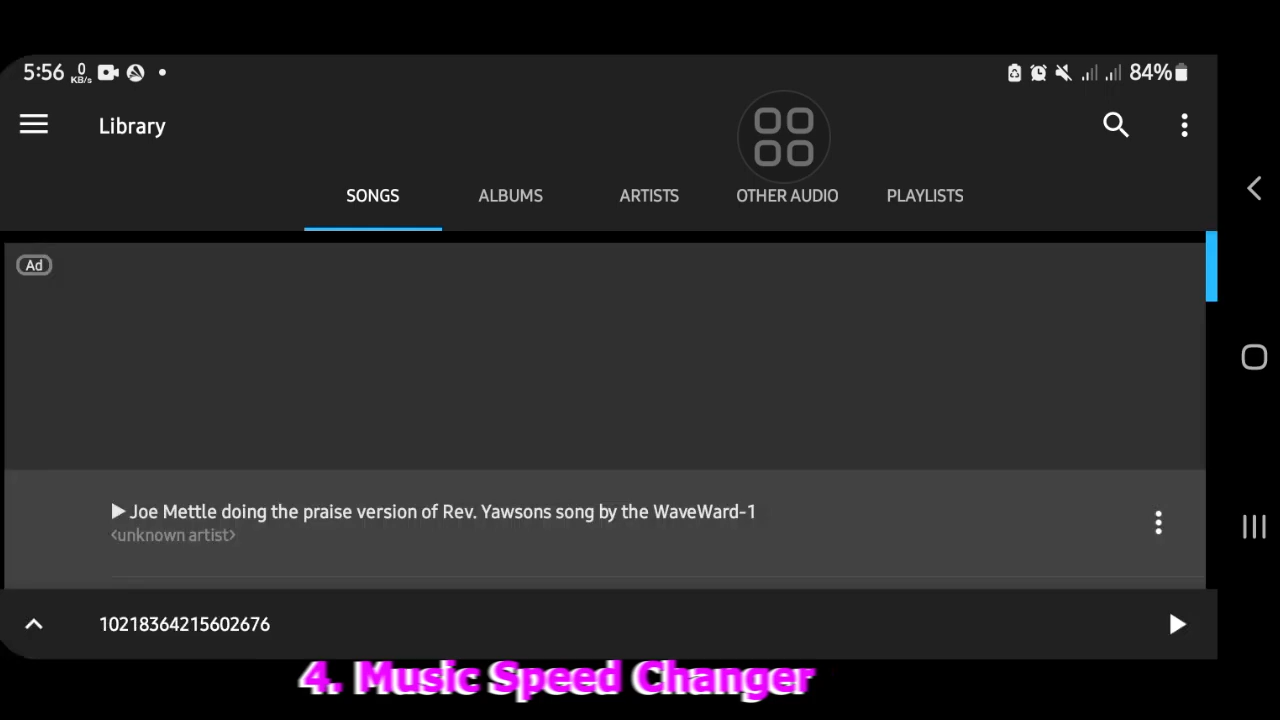 5:56 0 KB/s 84%
Library
SONGS ALBUMS ARTISTS OTHER AUDIO PLAYLISTS
Ad
Joe Mettle doing the praise version of Rev. Yawsons song by the WaveWard-1
<unknown artist>
10218364215602676
4. Music Speed Changer